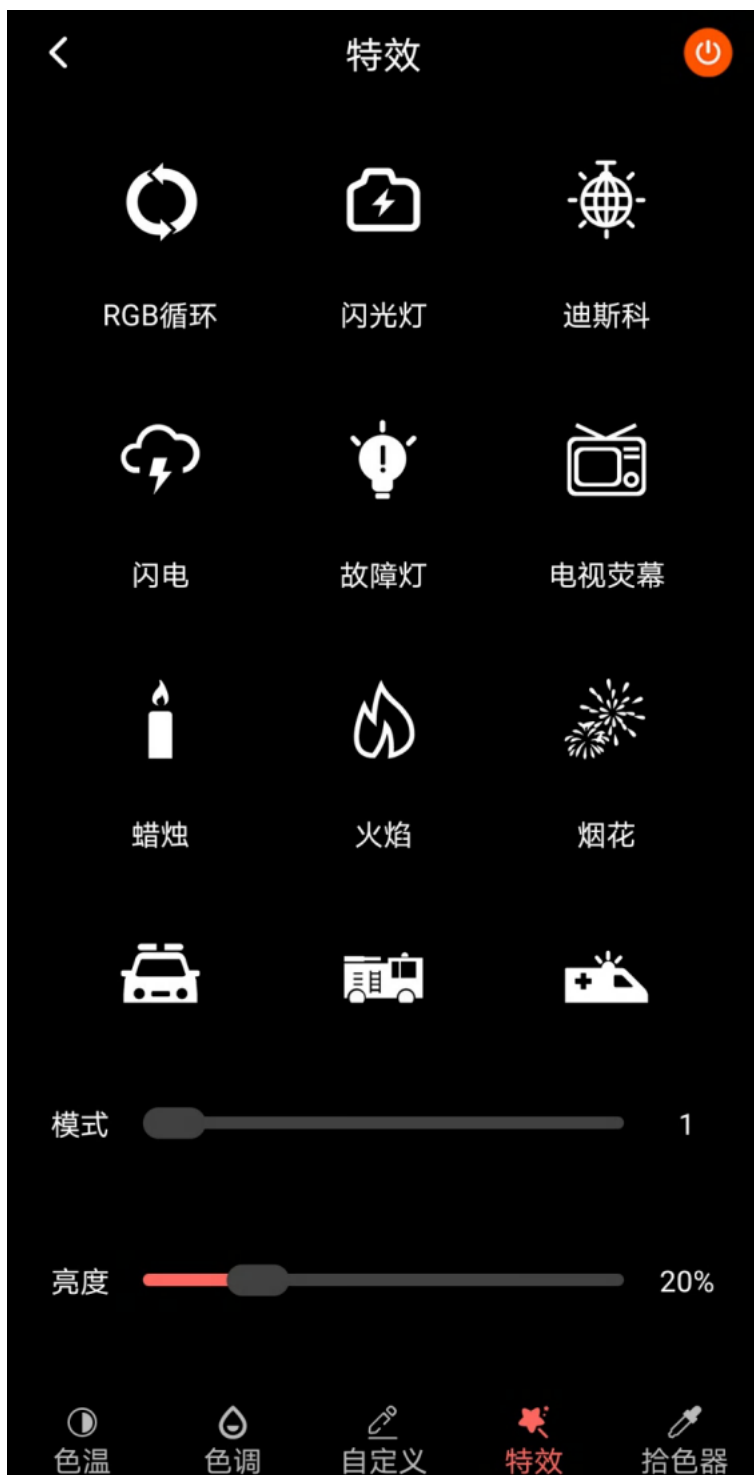 特效
RGB循环 闪光灯 迪斯科
闪电 故障灯 电视荧幕
蜡烛 火焰 烟花
模式 1
亮度 20%
色温 色调 自定义 特效 拾色器